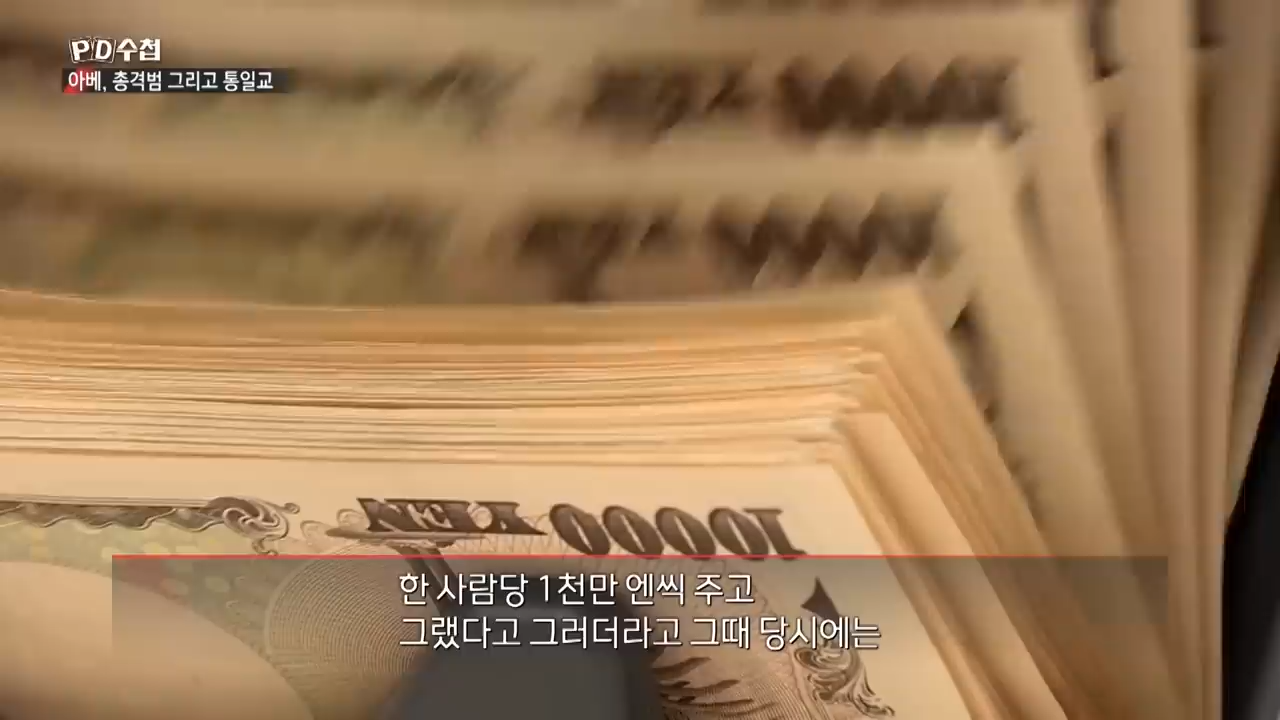 PD수첩
아베, 총격범 그리고 통일교
10000 YEN
한 사람당 1천만 엔씩 주고
그랬다고 그러더라고 그때 당시에는